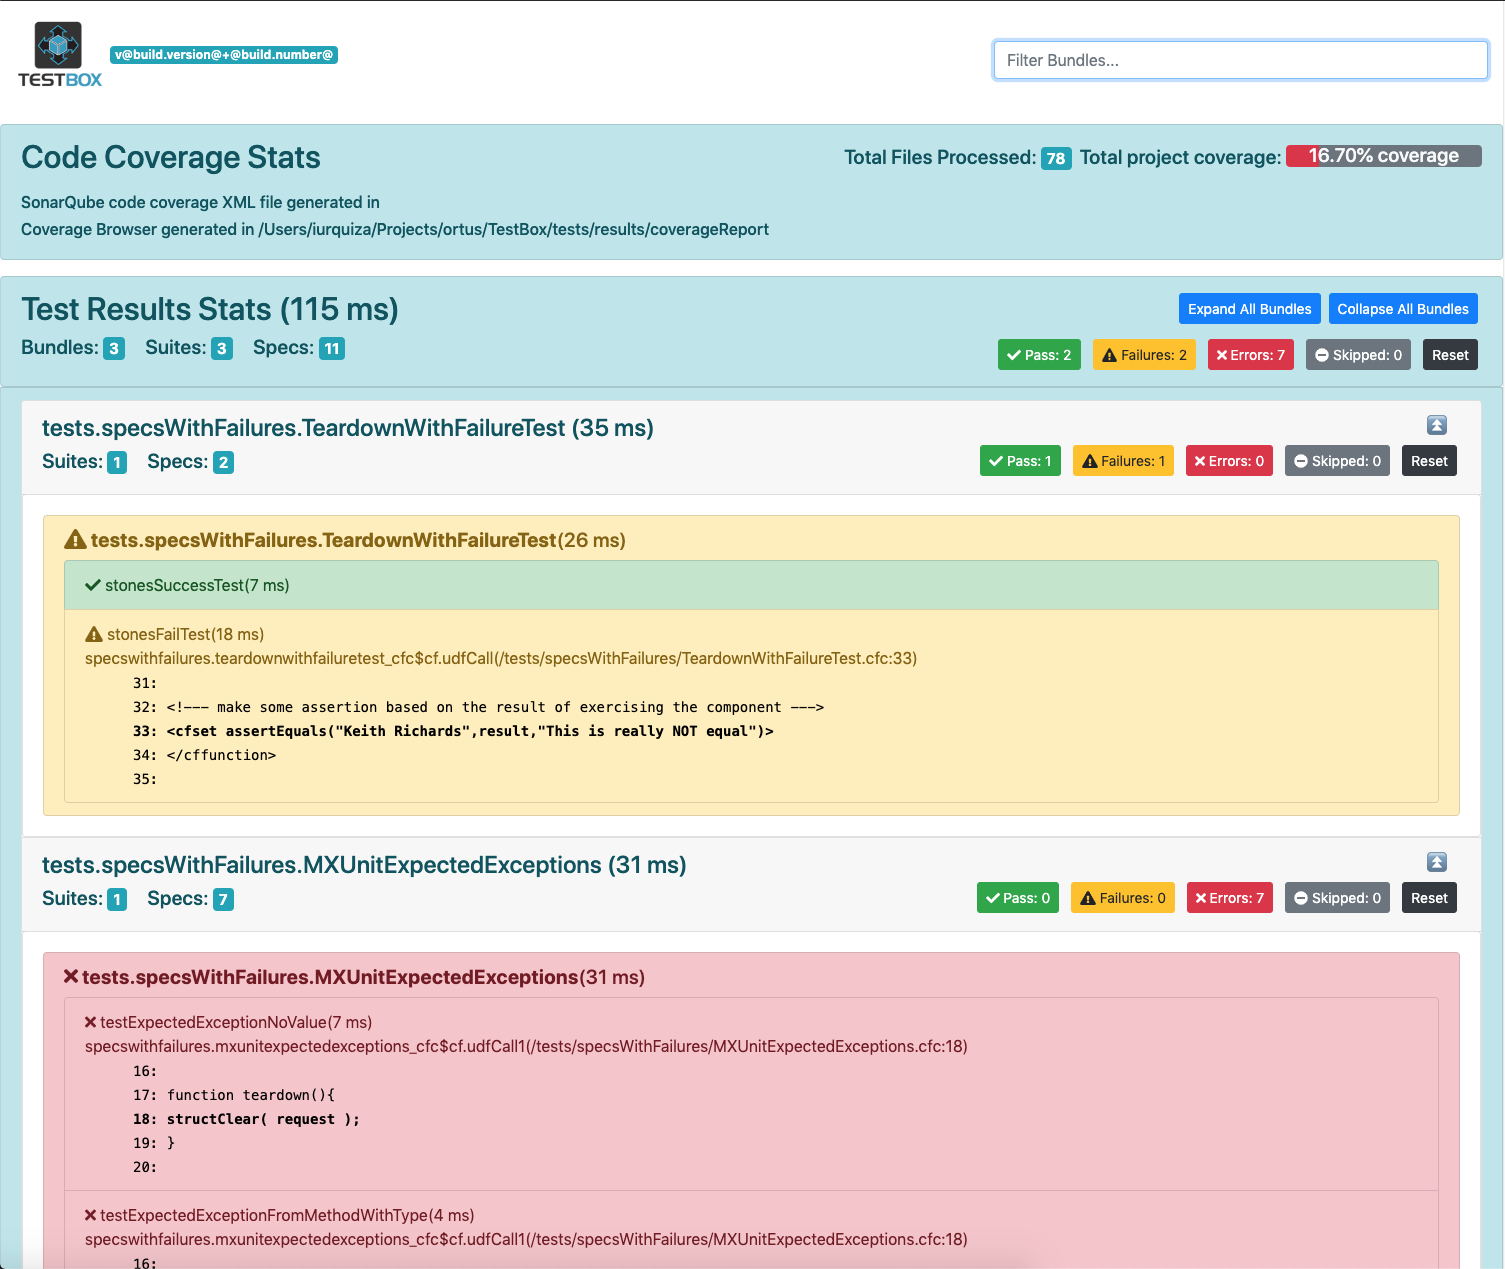 TESTBOX
v@build.version@+@build.number@
Filter Bundles...
Code Coverage Stats
Total Files Processed: 78 Total project coverage: 16.70% coverage
SonarQube code coverage XML file generated in
Coverage Browser generated in /Users/iurquiza/Projects/ortus/TestBox/tests/results/coverageReport
Test Results Stats (115 ms)
Expand All Bundles Collapse All Bundles
Bundles: 3 Suites: 3 Specs: 11
Pass: 2 Failures: 2 Errors: 7 Skipped: 0 Reset
tests.specsWithFailures.TeardownWithFailureTest (35 ms)
Suites: 1 Specs: 2
Pass: 1 Failures: 1 Errors: 0 Skipped: 0 Reset
tests.specsWithFailures.TeardownWithFailureTest(26 ms)
stonesSuccessTest(7 ms)
stonesFailTest(18 ms)
specswithfailures.teardownwithfailuretest_cfc$cf.udfCall(/tests/specsWithFailures/TeardownWithFailureTest.cfc:33)
31:
32: <!--- make some assertion based on the result of exercising the component --->
33: <cfset assertEquals("Keith Richards",result,"This is really NOT equal")>
34: </cffunction>
35:
tests.specsWithFailures.MXUnitExpectedExceptions (31 ms)
Suites: 1 Specs: 7
Pass: 0 Failures: 0 Errors: 7 Skipped: 0 Reset
tests.specsWithFailures.MXUnitExpectedExceptions(31 ms)
testExpectedExceptionNoValue(7 ms)
specswithfailures.mxunitexpectedexceptions_cfc$cf.udfCall1(/tests/specsWithFailures/MXUnitExpectedExceptions.cfc:18)
16:
17: function teardown(){
18: structClear( request );
19: }
20:
testExpectedExceptionFromMethodWithType(4 ms)
specswithfailures.mxunitexpectedexceptions_cfc$cf.udfCall1(/tests/specsWithFailures/MXUnitExpectedExceptions.cfc:18)
16: